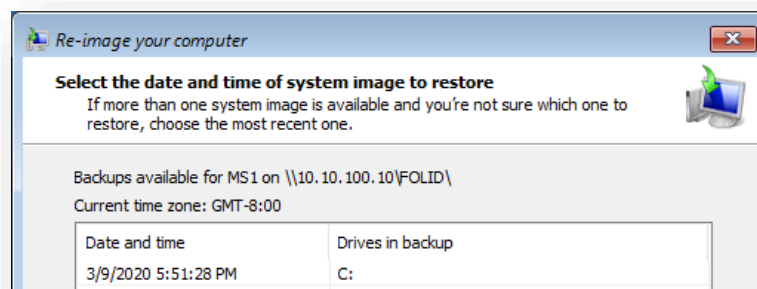 Re-image your computer
Select the date and time of system image to restore
If more than one system image is available and you're not sure which one to
restore, choose the most recent one.
Backups available for MS1 on \\10.10.100.10\FOLID\
Current time zone: GMT-8:00
Date and time Drives in backup
3/9/2020 5:51:28 PM C: